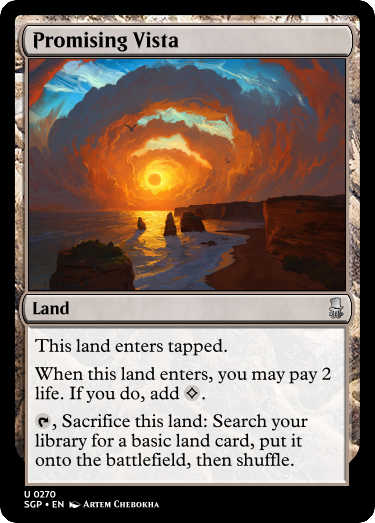 Promising Vista
Land
This land enters tapped.
When this land enters, you may pay 2
life. If you do, add
, Sacrifice this land: Search your
library for a basic land card, put it
onto the battlefield, then shuffle.
U 0270
SGP • EN Artem Chebokha